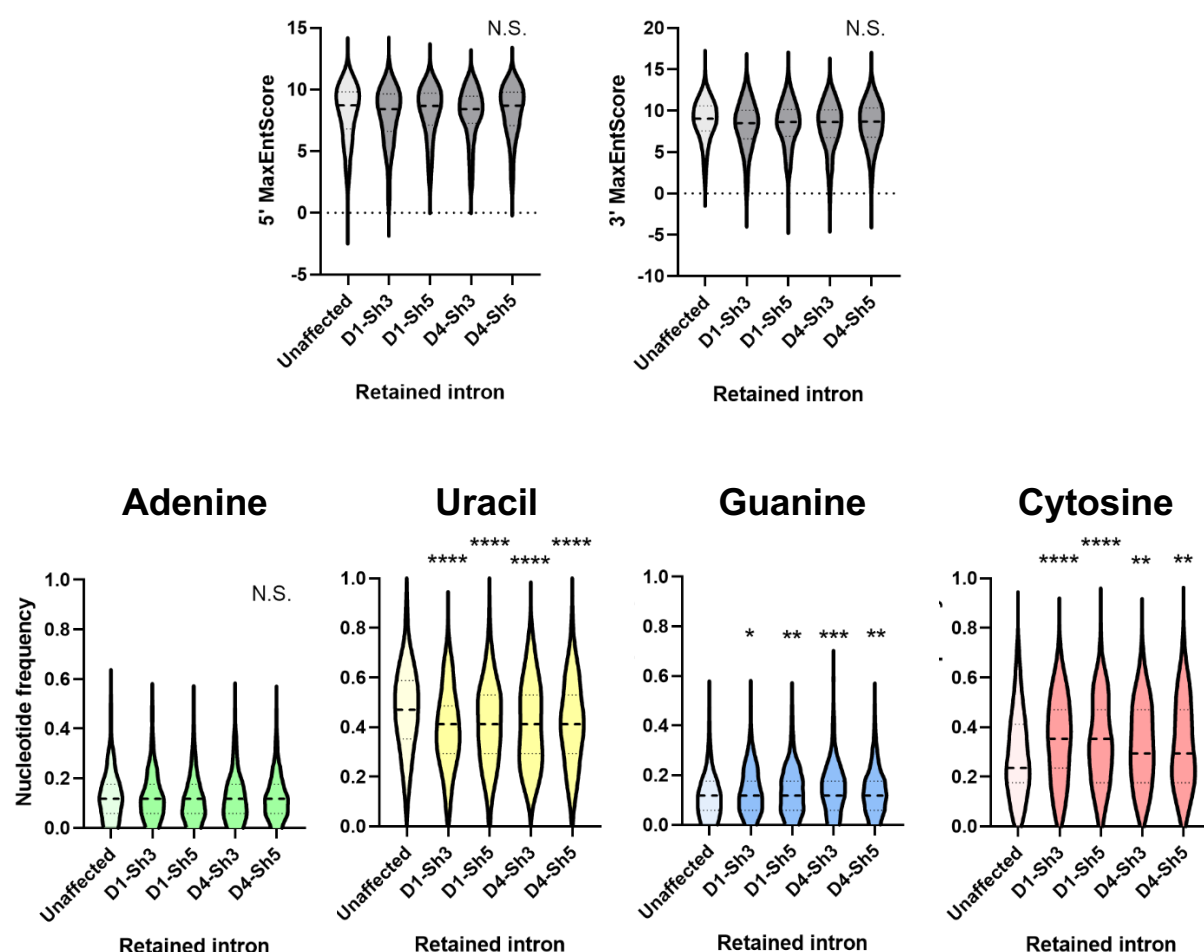 N.S.
15
10
5
0
-5
5' MaxEntScore
Unaffected
D1-Sh3
D1-Sh5
D4-Sh3
D4-Sh5
Retained intron
N.S.
20
15
10
5
0
-5
-10
3' MaxEntScore
Unaffected
D1-Sh3
D1-Sh5
D4-Sh3
D4-Sh5
Retained intron
Adenine
N.S.
1.0
0.8
0.6
0.4
0.2
0.0
Nucleotide frequency
Unaffected
D1-Sh3
D1-Sh5
D4-Sh3
D4-Sh5
Retained intron
Uracil
**** **** **** ****
1.0
0.8
0.6
0.4
0.2
0.0
Unaffected
D1-Sh3
D1-Sh5
D4-Sh3
D4-Sh5
Retained intron
Guanine
* ** *** **
1.0
0.8
0.6
0.4
0.2
0.0
Unaffected
D1-Sh3
D1-Sh5
D4-Sh3
D4-Sh5
Retained intron
Cytosine
**** **** ** **
1.0
0.8
0.6
0.4
0.2
0.0
Unaffected
D1-Sh3
D1-Sh5
D4-Sh3
D4-Sh5
Retained intron